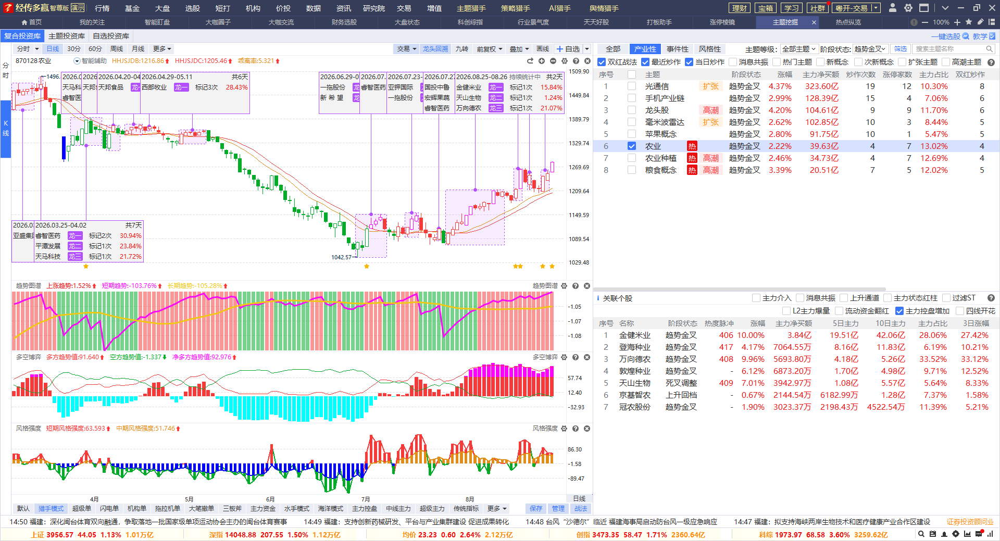 经传多赢 智尊版 演示 行情 基金 大盘 选股 短打 机构 价投 数据 资讯 研究院 交易 增值 主题猎手 策略猎手 AI猎手 舆情猎手 理财 宝箱 学习 社群 粤开-交易
首页 我的关注 智能盯盘 大咖圈子 大咖交流 财务选股 大盘状态 科创综指 行业景气度 天天好股 打板助手 涨停棱镜 主题挖掘 热点纵览 100%
复合投资库 主题投资库 自选投资库 一键选股 教学
分时 日线 30分 60分 周线 月线 更多 交易 龙头回溯 九转 前复权 叠加 画线 自选
分时
K线
870128农业 智能辅助 HHJSJDB:1216.86 HHJSJDC:1205.46 乖离率:5.321
2026.0 2026 2026.04.20-04 2026.04.29-05.11 共6天
天马科 天邦 天邦食品 龙一 西部牧业 龙一 标记3次 28.43%
睿智医
2026.06.29-0 2026.07. 2026.07.23- 2026.07.27 2026.08.25-08.26 持续统计中 共2天
一拖股份 龙 睿智医药 亚钾国际 国投中鲁 金健米业 龙一 标记1次 15.84%
新希望 龙 一拖股份 宏辉果蔬 天山生物 龙二 标记1次 1.24%
睿智医药 万向德农 龙三 标记1次 21.07%
1496.
1509.90
1449.84
1389.79
1329.74
1269.69
1209.64
1149.59
1089.54
1029.48
2026.0 2026.03.25-04.02 共7天
亚盛集 睿智医药 龙一 标记2次 30.94%
平潭发展 龙二 标记1次 23.84%
天马科技 龙三 标记1次 21.72%
1042.57
趋势图谱 上涨趋势:1.52% 短期趋势:-103.76% 长期趋势:-105.28% 趋势图谱
-1.05
-1.07
-1.08
多空博弈 多方趋势值:91.640 空方趋势值:-1.337 净多方趋势值:92.976 多空博弈
57.74
12.40
-32.93
风格强度 短期风格强度:63.593 中期风格强度:51.746 风格强度
86.30
-1.58
-89.47
4月 5月 6月 7月 8月 日线
默认 猎手模式 超级单 闪电单 机构单 拖拉机单 大笔撤单 三板斧 主力资金 水手模式 海洋模式 主力控盘 中线主力 超级主力 传统指标 更多 保存 管理 战法
全部 产业性 事件性 风格性 主题等级: 全部主题 阶段状态: 趋势金叉 筛选 搜索主题名称
双红战法 最近炒作 当日炒作 消息共振 热门主题 新概念 次新概念 扩张主题 高潮主题
序号 主题 阶段状态 涨幅 主力净买额 炒作次数 涨停家数 主力占比 双红炒作
1 光通信 扩张 趋势金叉 4.37% 323.60亿 19 12 10.30% 8
2 手机产业链 趋势金叉 2.99% 128.39亿 15 4 7.06% 6
3 龙头股 高潮 趋势金叉 4.20% 104.61亿 9 9 11.70% 6
4 毫米波雷达 扩张 趋势金叉 2.62% 102.85亿 10 3 8.44% 5
5 苹果概念 趋势金叉 2.80% 91.75亿 10 1 5.47% 5
6 农业 热 趋势金叉 2.22% 39.63亿 4 7 13.02% 4
7 农业种植 热 高潮 趋势金叉 2.46% 34.73亿 4 7 12.69% 4
8 粮食概念 热 高潮 趋势金叉 3.39% 20.51亿 7 5 12.02% 5
关联个股 主力介入 消息共振 上升通道 主力状态红柱 过滤ST
L2主力爆量 流动资金翻红 主力控盘增加 四线开花
序号 名称 阶段状态 热度脉冲 涨幅 主力净买额 5日主力 10日主力 主力占比 3日涨幅
1 金健米业 趋势金叉 406 10.00% 3.84亿 19.51亿 42.06亿 28.06% 27.42%
2 登海种业 趋势金叉 417 4.17% 7064.55万 8.16亿 11.83亿 6.19% 10.21%
3 万向德农 趋势金叉 408 9.96% 5693.80万 4.18亿 5.26亿 33.52% 33.12%
4 敦煌种业 趋势金叉 - 6.12% 6873.20万 1.70亿 4.98亿 9.71% 12.52%
5 天山生物 死叉调整 409 7.01% 3942.97万 1.08亿 5.57亿 5.64% 8.33%
6 京基智农 上升回档 - 0.67% 2144.54万 6182.99万 1.28亿 7.37% 1.58%
7 冠农股份 趋势金叉 - 1.90% 3023.37万 2198.43万 4522.54万 11.39% 5.21%
14:50 福建：深化闽台体育双向融通，争取落地一批国家级单项运动协会主办的闽台体育赛事 14:49 福建：支持创新药械研发、平台与产业集群建设 促进成果转化 14:48 台风“沙德尔”临近 福建海事局启动防台风一级应急响应 14:47 福建：拟支持海峡两岸生物技术和医疗健康产业合作区建设 证券投资顾问业
上证 3956.57 44.05 1.13% 1.01万亿 深指 14048.88 207.55 1.50% 1.12万亿 均价 23.23 0.60 2.64% 2.12万亿 创指 3473.35 58.47 1.71% 2360.64亿 科综 1973.97 68.58 3.60% 3259.62亿